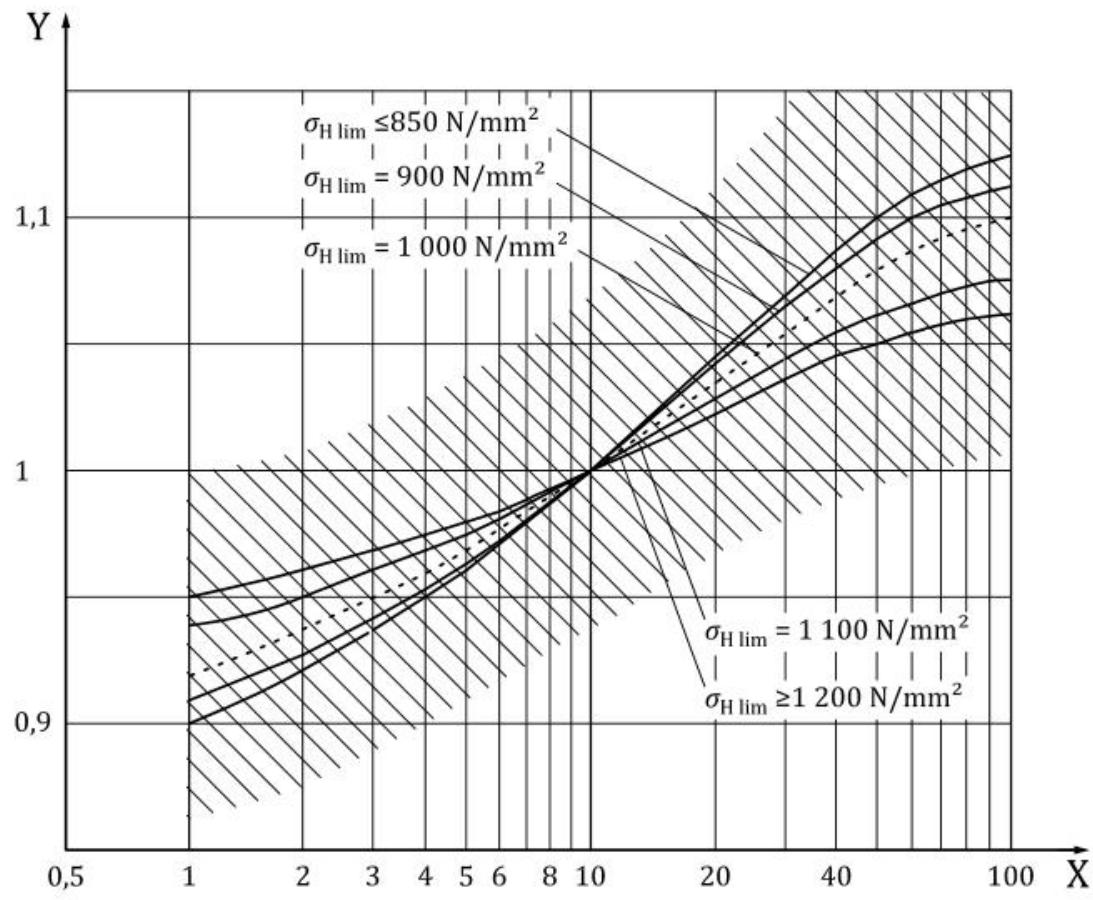 Y
σH lim ≤850 N/mm²
σH lim = 900 N/mm²
1,1
σH lim = 1 000 N/mm²
1
σH lim = 1 100 N/mm²
σH lim ≥1 200 N/mm²
0,9
0,5 1 2 3 4 5 6 8 10 20 40 100 X